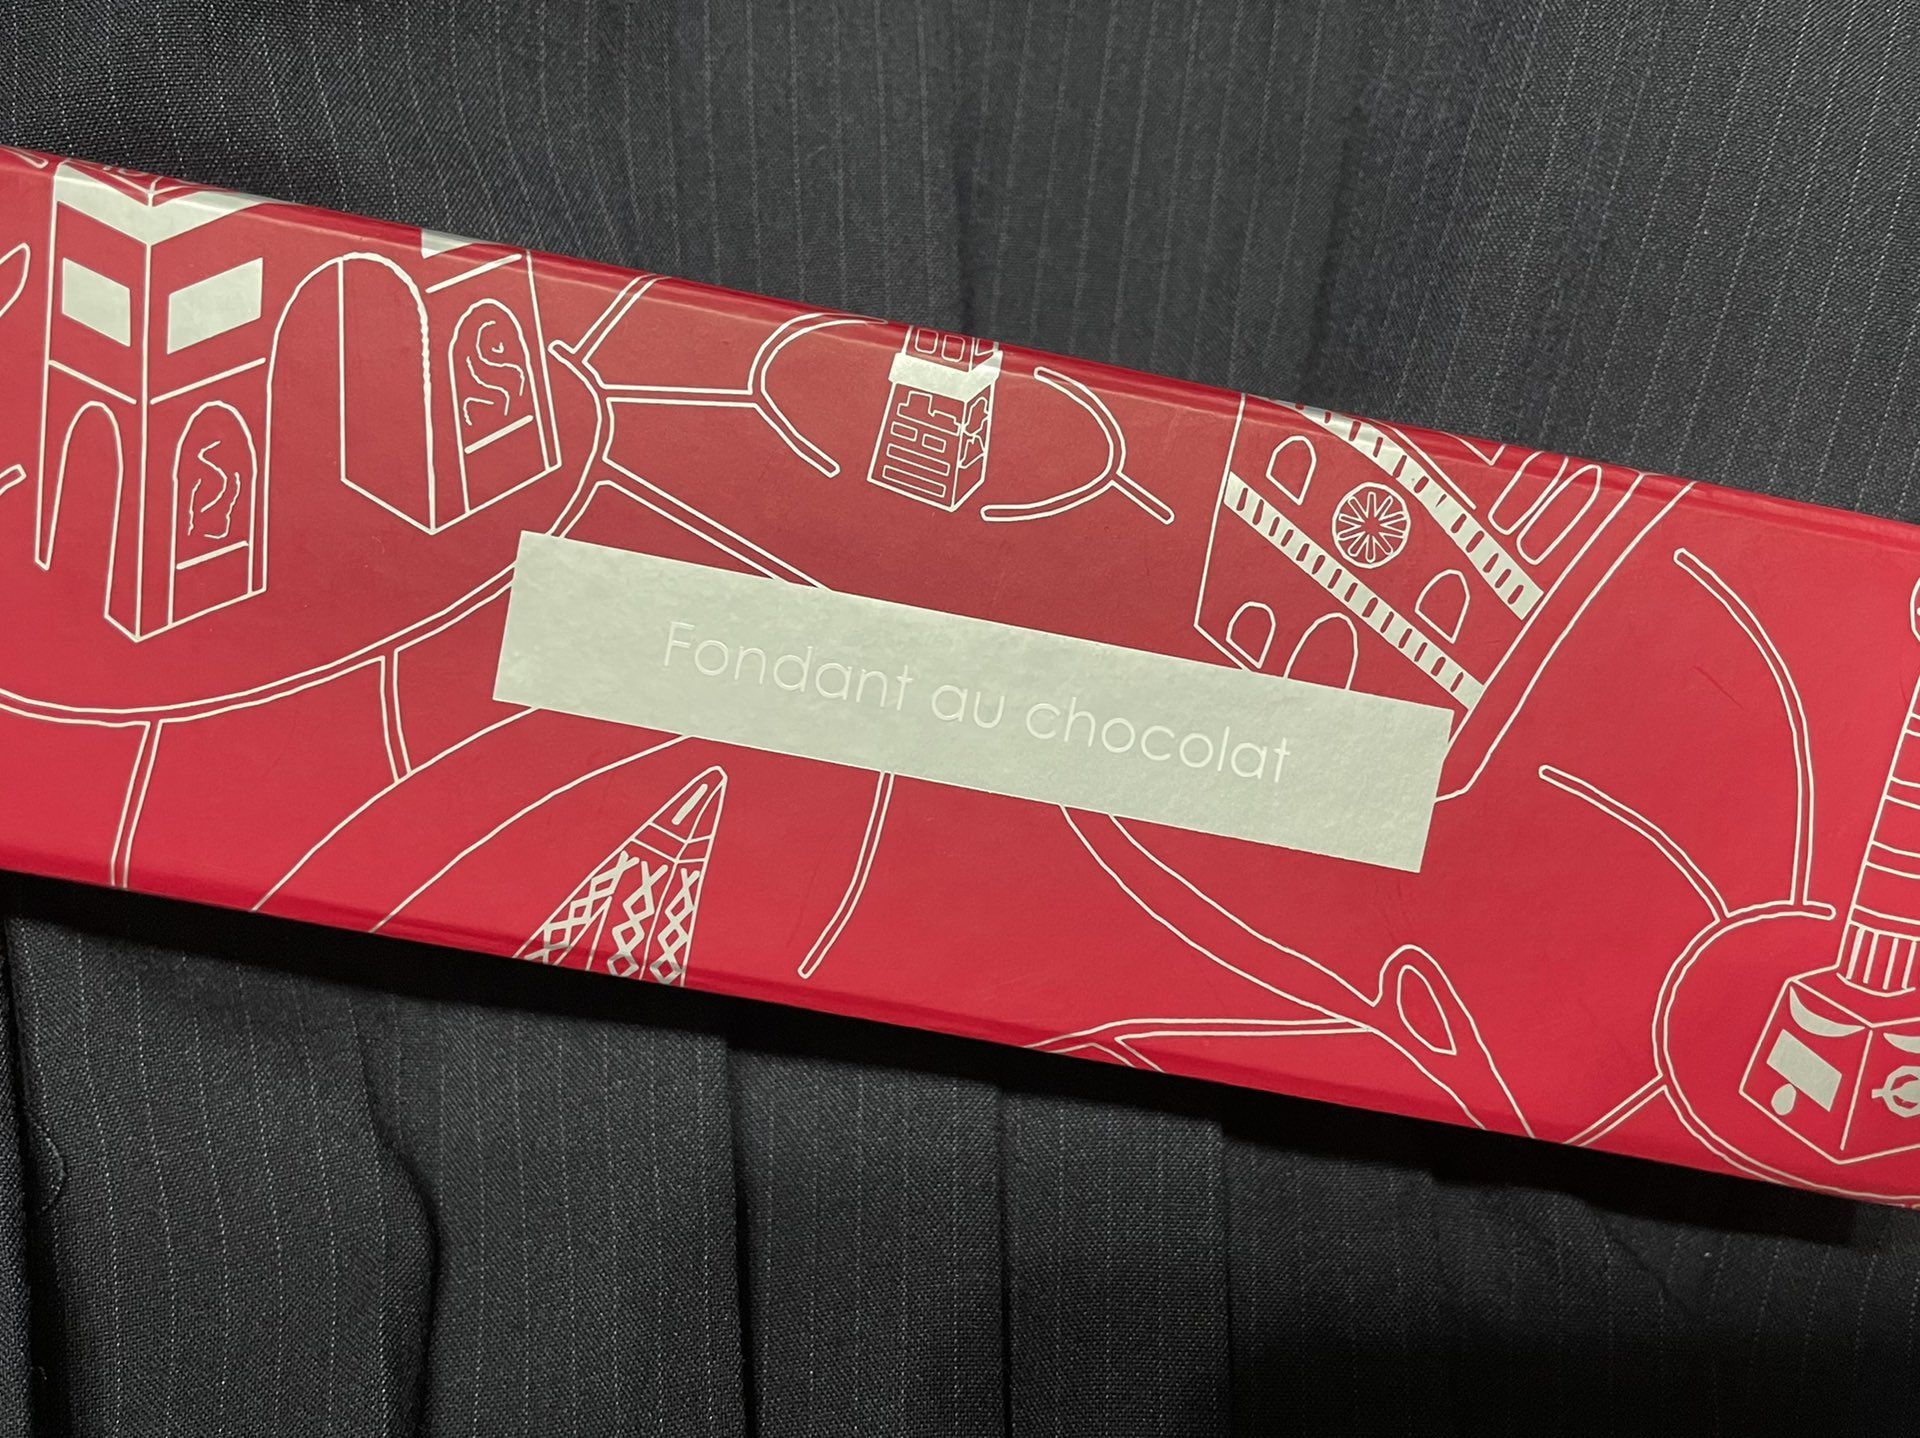 Fondant au chocolat